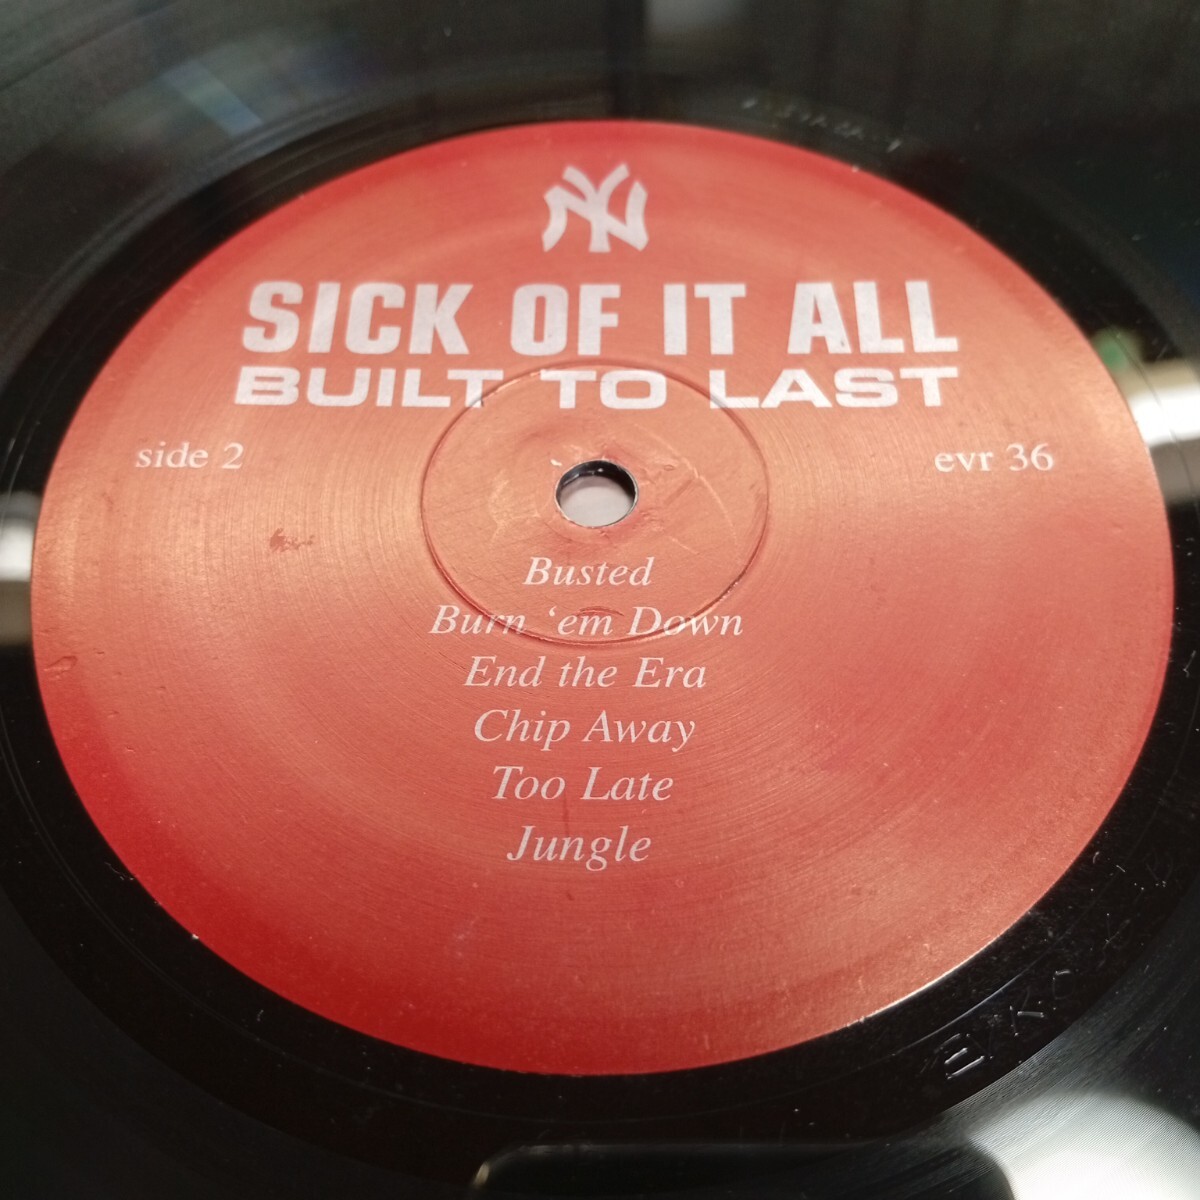 NY
SICK OF IT ALL
BUILT TO LAST
side 2
evr 36
Busted
Burn ‘em Down
End the Era
Chip Away
Too Late
Jungle